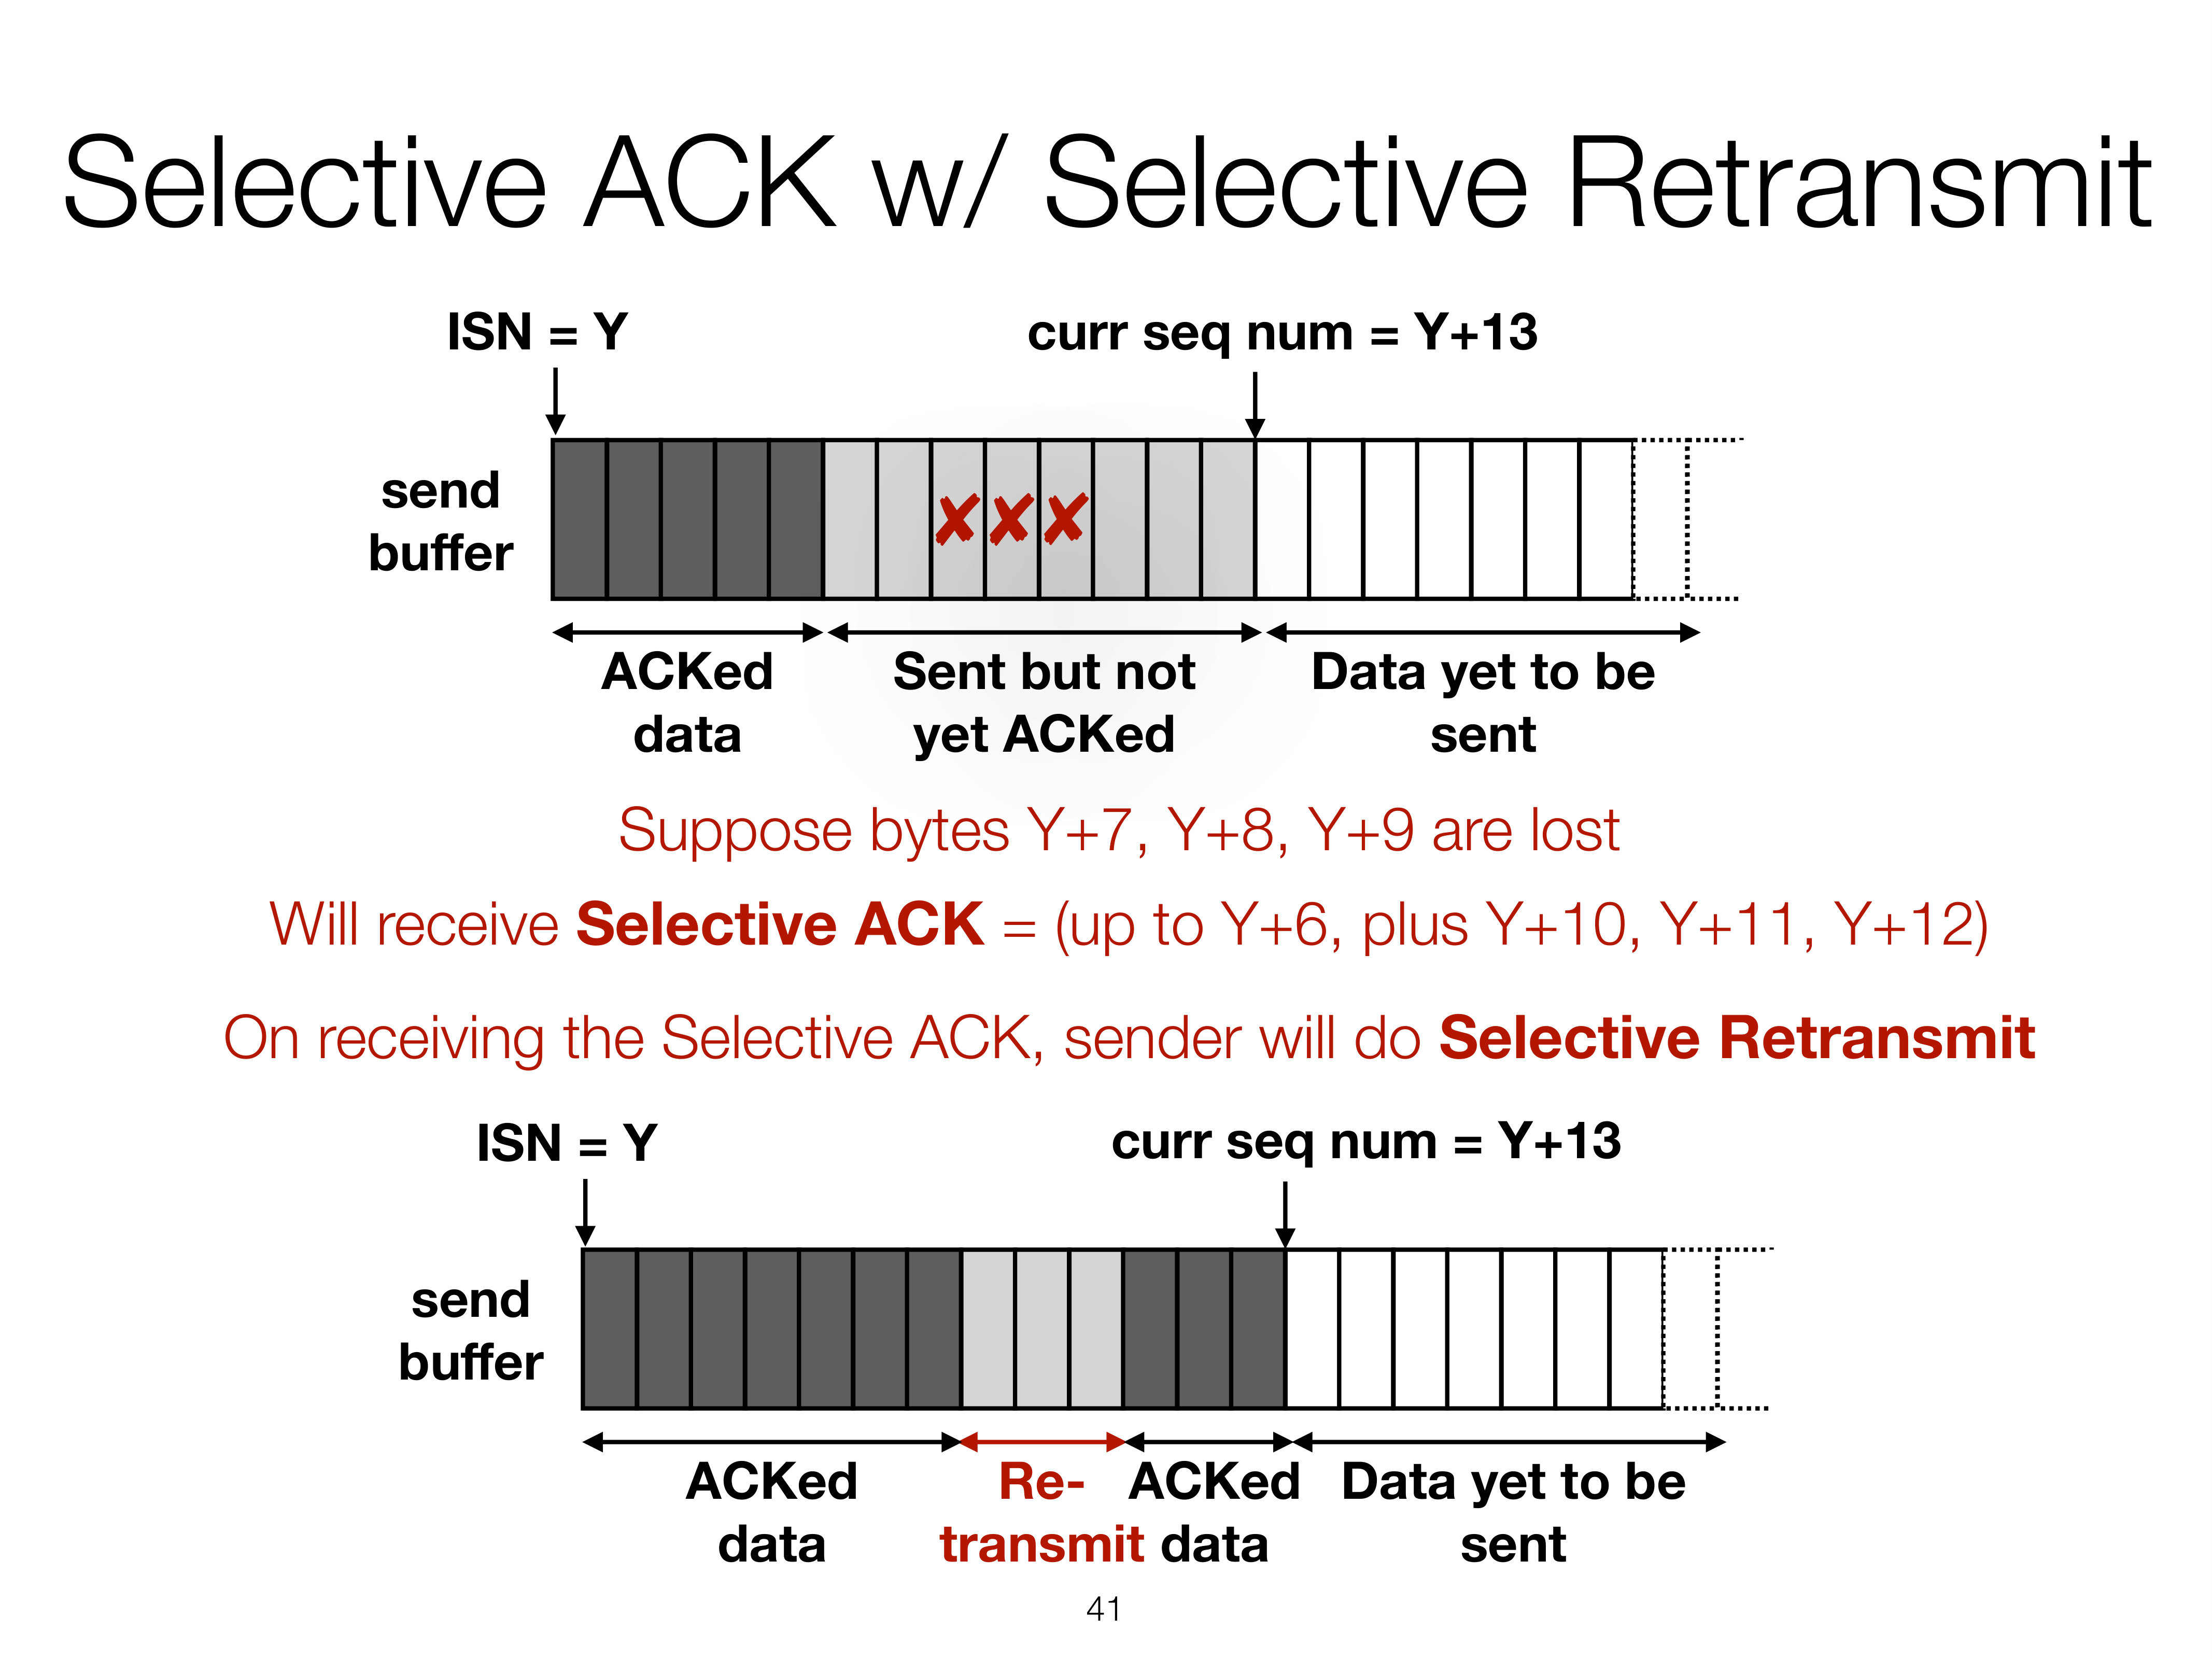 Selective ACK w/ Selective Retransmit
ISN = Y
curr seq num = Y+13
send
buffer
✘✘✘
ACKed
data
Sent but not
yet ACKed
Data yet to be
sent
Suppose bytes Y+7, Y+8, Y+9 are lost
Will receive Selective ACK = (up to Y+6, plus Y+10, Y+11, Y+12)
On receiving the Selective ACK, sender will do Selective Retransmit
ISN = Y
curr seq num = Y+13
send
buffer
ACKed
data
Re-
transmit
ACKed
data
Data yet to be
sent
41